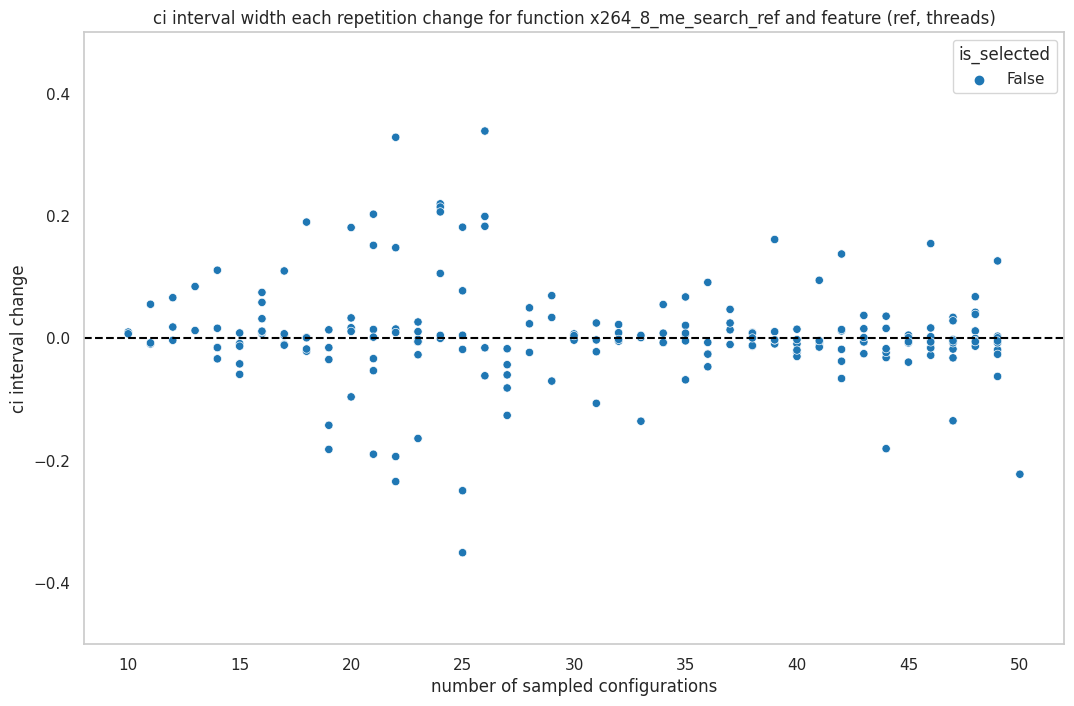 ci interval width each repetition change for function x264_8_me_search_ref and feature (ref, threads)
is_selected
False
0.4
0.2
0.0
−0.2
−0.4
ci interval change
10 15 20 25 30 35 40 45 50
number of sampled configurations